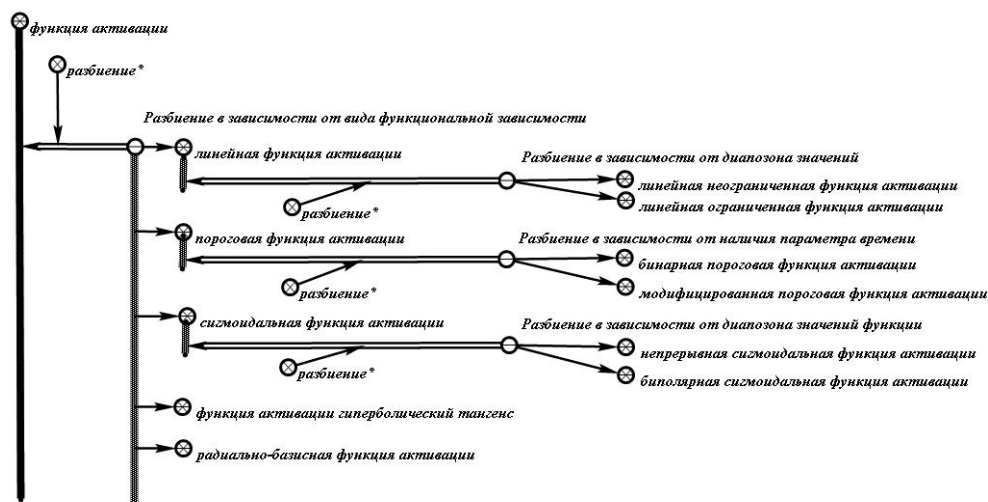 функция активации
разбиение*
Разбиение в зависимости от вида функциональной зависимости
линейная функция активации
Разбиение в зависимости от диапозона значений
линейная неограниченная функция активации
линейная ограниченная функция активации
разбиение*
пороговая функция активации
Разбиение в зависимости от наличия параметра времени
бинарная пороговая функция активации
разбиение*
модифицированная пороговая функция активации
сигмоидальная функция активации
Разбиение в зависимости от диапозона значений функции
непрерывная сигмоидальная функция активации
разбиение*
биполярная сигмоидальная функция активации
функция активации гиперболический тангенс
радиально-базисная функция активации